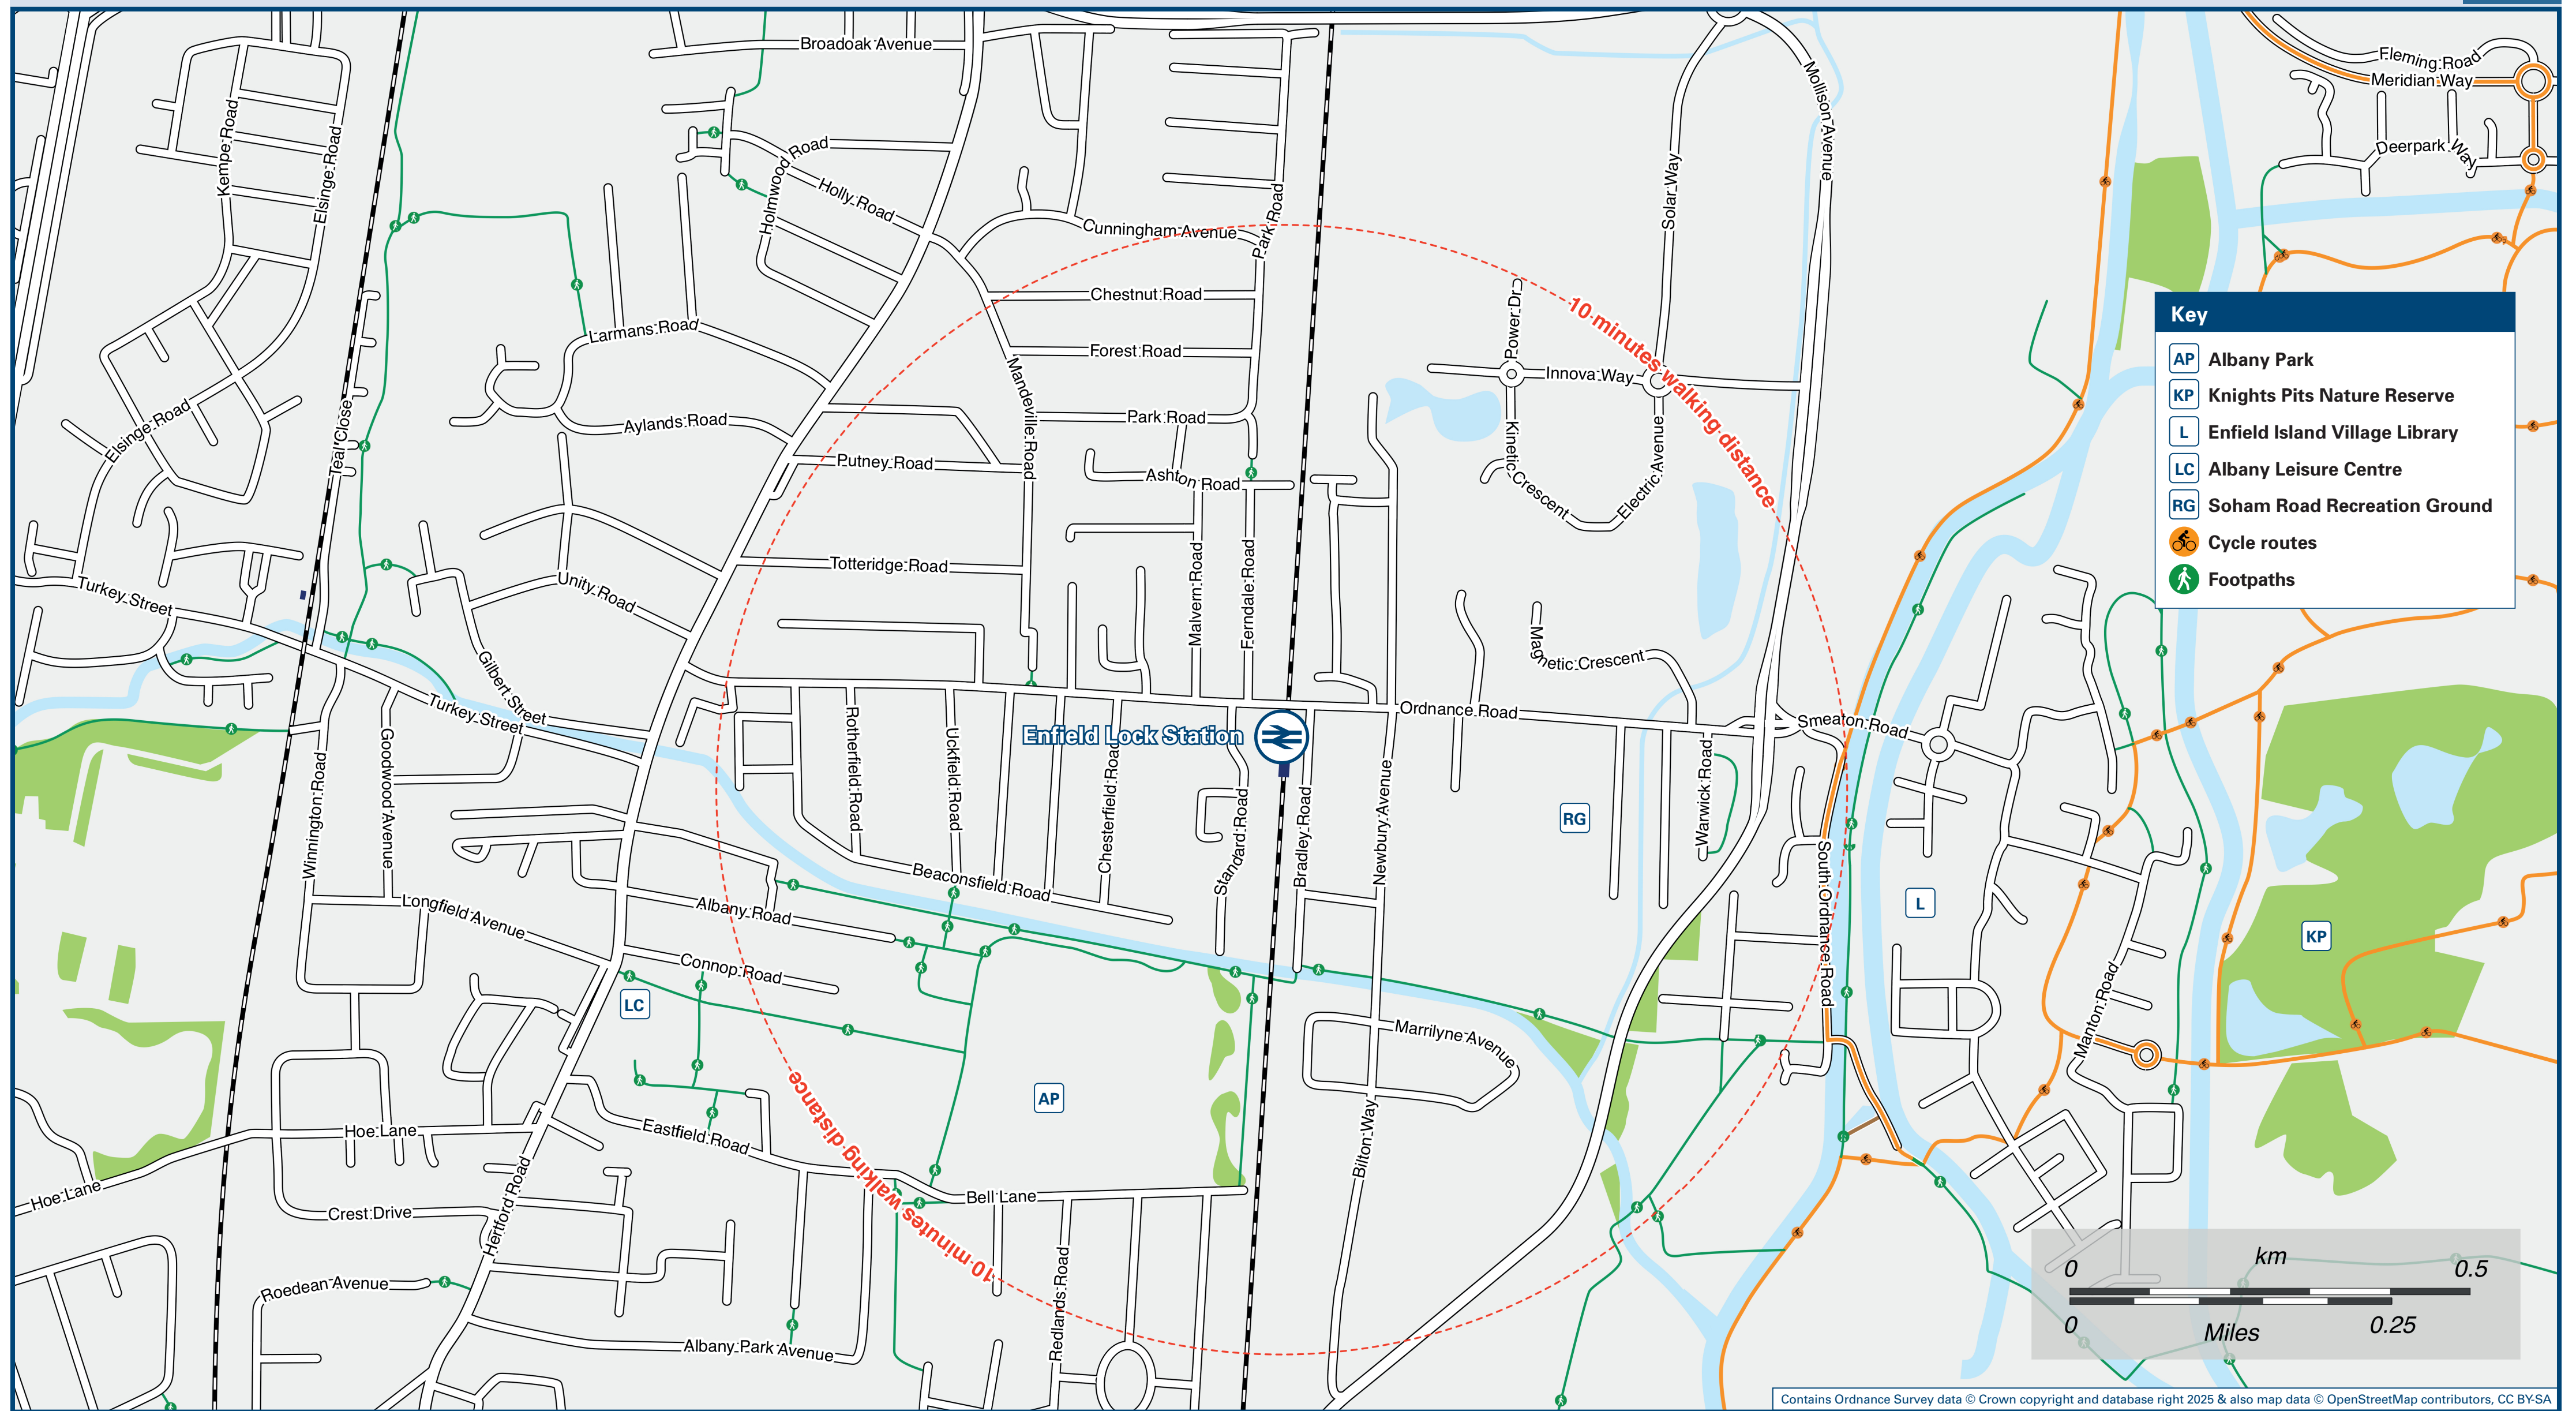 Broadoak Avenue
Fleming Road
Meridian Way
Mollison Avenue
Kempe Road
Elsinge Road
Holmwood Road
Holly Road
Deerpark Way
Solar Way
Park Road
Cunningham Avenue
Chestnut Road
Power Dr
10 minutes walking distance
Larmans Road
Forest Road
Mandeville Road
Innova Way
Key
AP Albany Park
KP Knights Pits Nature Reserve
L Enfield Island Village Library
LC Albany Leisure Centre
RG Soham Road Recreation Ground
Cycle routes
Footpaths
Elsinge Road
Teal Close
Aylands Road
Park Road
Putney Road
Ashton Road
Kinetic Crescent
Electric Avenue
Totteridge Road
Malvern Road
Ferndale Road
Turkey Street
Unity Road
Gilbert Street
Turkey Street
Magnetic Crescent
Ordnance Road
Smeaton Road
Enfield Lock Station
Winnington Road
Goodwood Avenue
Rotherfield Road
Uckfield Road
Chesterfield Road
Standard Road
Bradley Road
Newbury Avenue
Warwick Road
RG
South Ordnance Road
L
KP
Beaconsfield Road
Longfield Avenue
Albany Road
Connop Road
LC
AP
Marrilyne Avenue
Manton Road
Hoe Lane
Hoe Lane
Eastfield Road
Bilton Way
Bell Lane
10 minutes walking distance
Crest Drive
Hertford Road
Roedean Avenue
Redlands Road
Albany Park Avenue
km
0 0.5
0 Miles 0.25
Contains Ordnance Survey data © Crown copyright and database right 2025 & also map data © OpenStreetMap contributors, CC BY-SA